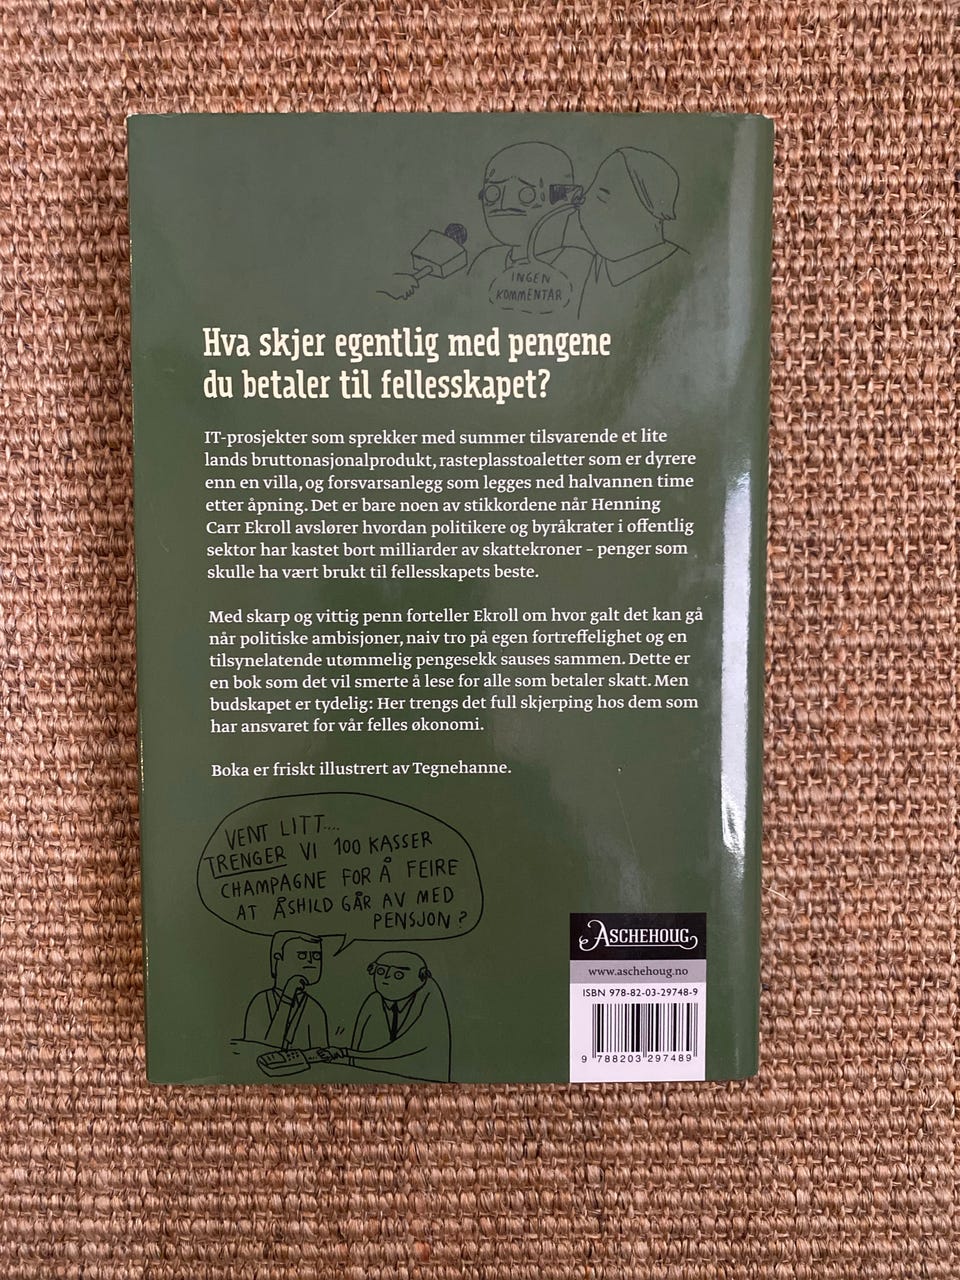 INGEN
KOMMENTAR
Hva skjer egentlig med pengene
du betaler til fellesskapet?
IT-prosjekter som sprekker med summer tilsvarende et lite
lands bruttonasjonalprodukt, rasteplasstoaletter som er dyrere
enn en villa, og forsvarsanlegg som legges ned halvannen time
etter åpning. Det er bare noen av stikkordene når Henning
Carr Ekroll avslører hvordan politikere og byråkrater i offentlig
sektor har kastet bort milliarder av skattekroner – penger som
skulle ha vært brukt til fellesskapets beste.
Med skarp og vittig penn forteller Ekroll om hvor galt det kan gå
når politiske ambisjoner, naiv tro på egen fortreffelighet og en
tilsynelatende utømmelig pengesekk sauses sammen. Dette er
en bok som det vil smerte å lese for alle som betaler skatt. Men
budskapet er tydelig: Her trengs det full skjerping hos dem som
har ansvaret for vår felles økonomi.
Boka er friskt illustrert av Tegnehanne.
VENT LITT....
TRENGER VI 100 KASSER
CHAMPAGNE FOR Å FEIRE
AT ÅSHILD GÅR AV MED
PENSJON?
ASCHEHOUG
www.aschehoug.no
ISBN 978-82-03-29748-9
9 788203 297489